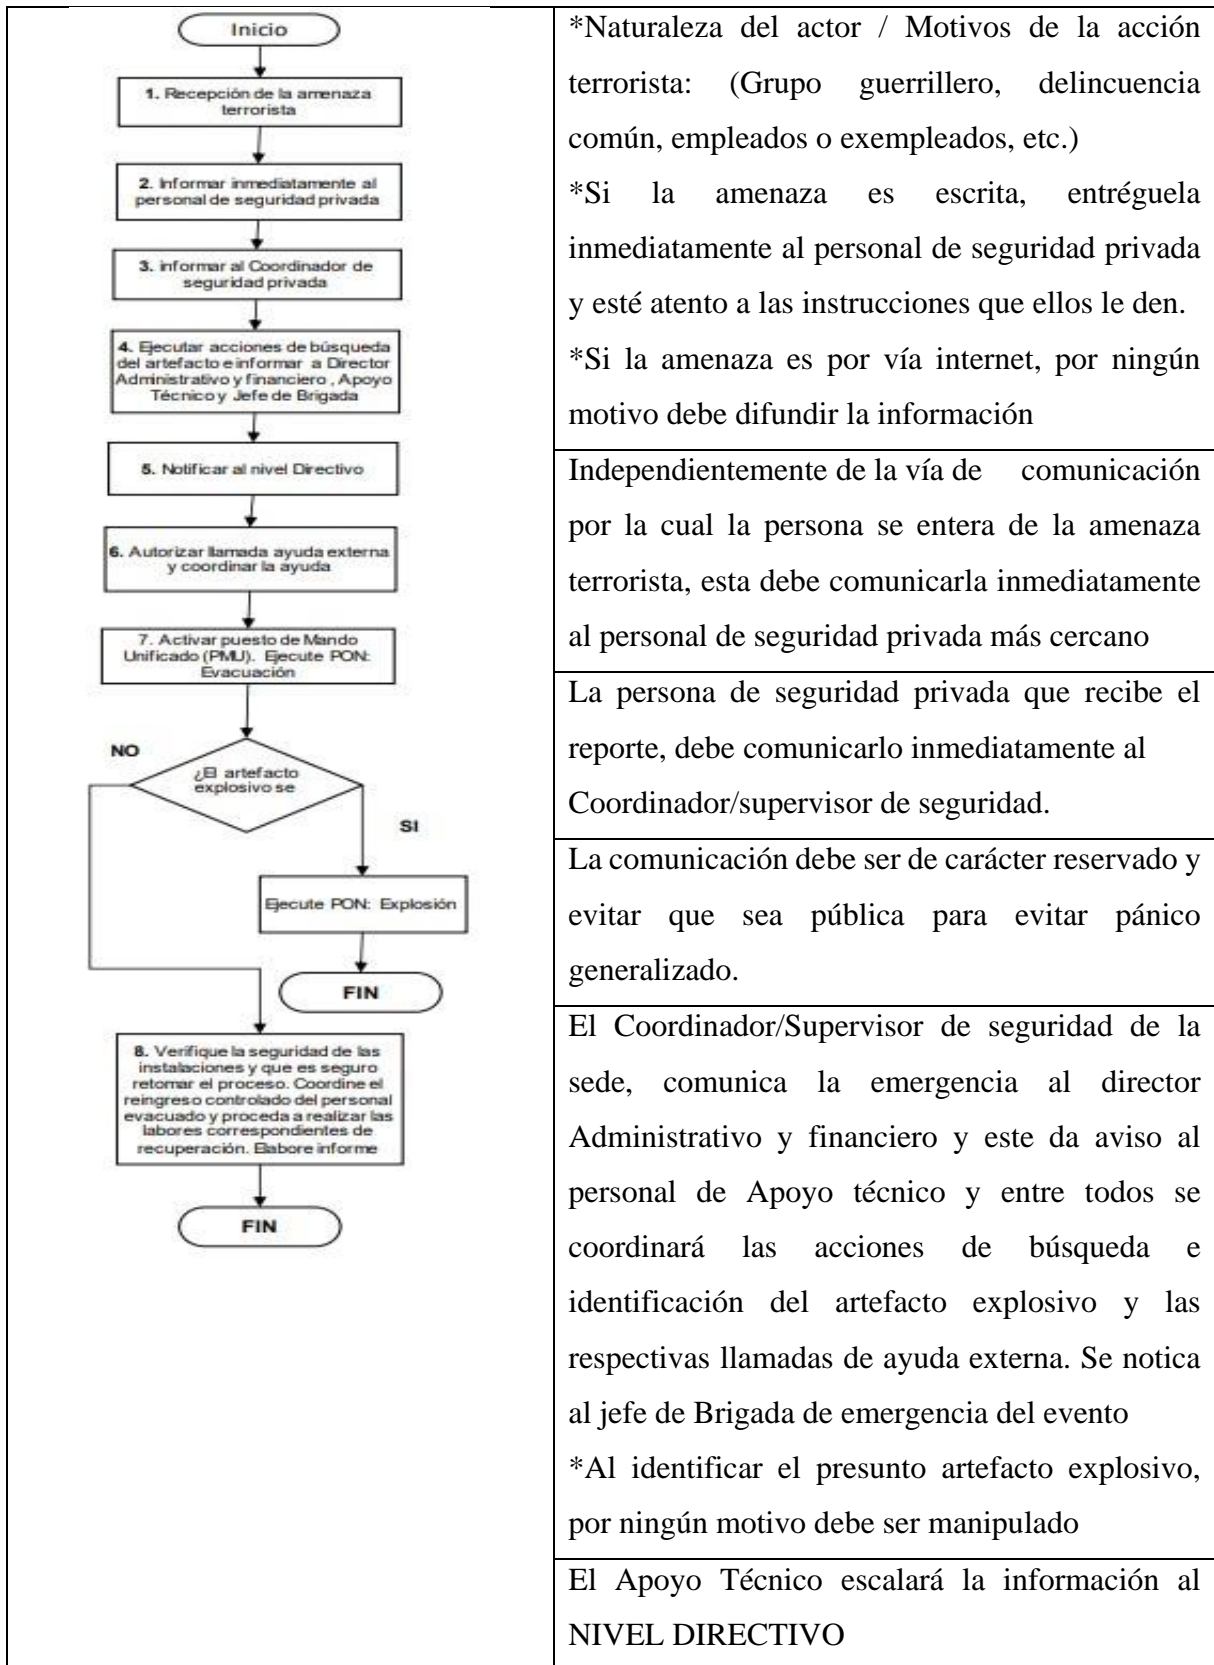 Inicio
1. Recepción de la amenaza
terrorista
2. Informar inmediatamente al
personal de seguridad privada
3. informar al Coordinador de
seguridad privada
4. Ejecutar acciones de búsqueda
del artefacto e informar a Director
Administrativo y financiero , Apoyo
Técnico y Jefe de Brigada
5. Notificar al nivel Directivo
6. Autorizar llamada ayuda externa
y coordinar la ayuda
7. Activar puesto de Mando
Unificado (PMU). Ejecute PON:
Evacuación
NO
¿El artefacto
explosivo se
SI
Ejecute PON: Explosión
FIN
8. Verifique la seguridad de las
instalaciones y que es seguro
retomar el proceso. Coordine el
reingreso controlado del personal
evacuado y proceda a realizar las
labores correspondientes de
recuperación. Elabore informe
FIN
*Naturaleza del actor / Motivos de la acción
terrorista: (Grupo guerrillero, delincuencia
común, empleados o exempleados, etc.)
*Si la amenaza es escrita, entréguela
inmediatamente al personal de seguridad privada
y esté atento a las instrucciones que ellos le den.
*Si la amenaza es por vía internet, por ningún
motivo debe difundir la información
Independientemente de la vía de comunicación
por la cual la persona se entera de la amenaza
terrorista, esta debe comunicarla inmediatamente
al personal de seguridad privada más cercano
La persona de seguridad privada que recibe el
reporte, debe comunicarlo inmediatamente al
Coordinador/supervisor de seguridad.
La comunicación debe ser de carácter reservado y
evitar que sea pública para evitar pánico
generalizado.
El Coordinador/Supervisor de seguridad de la
sede, comunica la emergencia al director
Administrativo y financiero y este da aviso al
personal de Apoyo técnico y entre todos se
coordinará las acciones de búsqueda e
identificación del artefacto explosivo y las
respectivas llamadas de ayuda externa. Se notica
al jefe de Brigada de emergencia del evento
*Al identificar el presunto artefacto explosivo,
por ningún motivo debe ser manipulado
El Apoyo Técnico escalará la información al
NIVEL DIRECTIVO